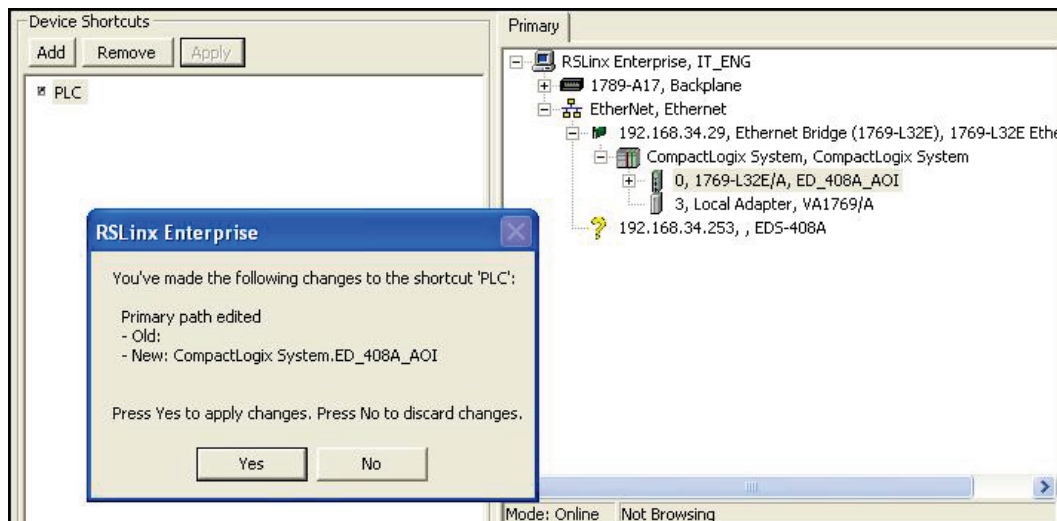 Device Shortcuts
Add Remove Apply
PLC
Primary
RSLinx Enterprise, IT_ENG
1789-A17, Backplane
EtherNet, Ethernet
192.168.34.29, Ethernet Bridge (1769-L32E), 1769-L32E Ethe
CompactLogix System, CompactLogix System
0, 1769-L32E/A, ED_408A_AOI
3, Local Adapter, VA1769/A
192.168.34.253, , EDS-408A
RSLinx Enterprise
You've made the following changes to the shortcut 'PLC':
Primary path edited
- Old:
- New: CompactLogix System.ED_408A_AOI
Press Yes to apply changes. Press No to discard changes.
Yes No
Mode: Online Not Browsing